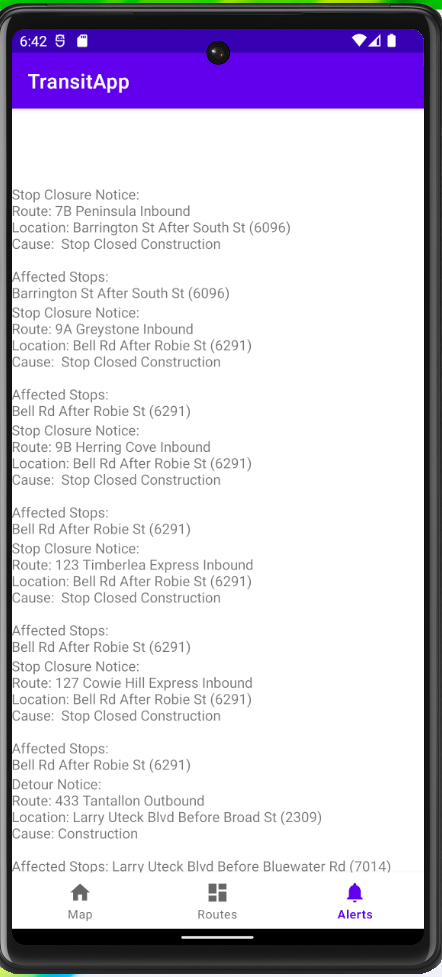 6:42
TransitApp
Stop Closure Notice:
Route: 7B Peninsula Inbound
Location: Barrington St After South St (6096)
Cause:  Stop Closed Construction
Affected Stops:
Barrington St After South St (6096)
Stop Closure Notice:
Route: 9A Greystone Inbound
Location: Bell Rd After Robie St (6291)
Cause:  Stop Closed Construction
Affected Stops:
Bell Rd After Robie St (6291)
Stop Closure Notice:
Route: 9B Herring Cove Inbound
Location: Bell Rd After Robie St (6291)
Cause:  Stop Closed Construction
Affected Stops:
Bell Rd After Robie St (6291)
Stop Closure Notice:
Route: 123 Timberlea Express Inbound
Location: Bell Rd After Robie St (6291)
Cause:  Stop Closed Construction
Affected Stops:
Bell Rd After Robie St (6291)
Stop Closure Notice:
Route: 127 Cowie Hill Express Inbound
Location: Bell Rd After Robie St (6291)
Cause:  Stop Closed Construction
Affected Stops:
Bell Rd After Robie St (6291)
Detour Notice:
Route: 433 Tantallon Outbound
Location: Larry Uteck Blvd Before Broad St (2309)
Cause: Construction
Affected Stops: Larry Uteck Blvd Before Bluewater Rd (7014)
Map Routes Alerts